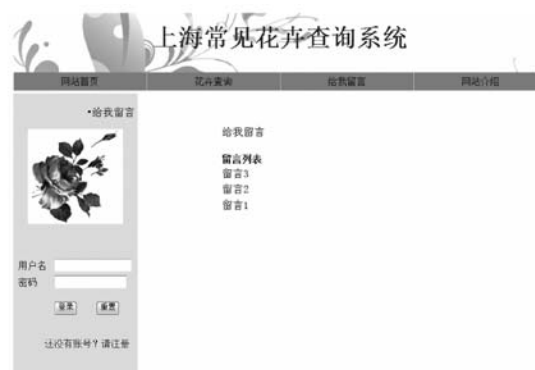 上海常见花卉查询系统
网站首页 花卉查询 给我留言 网站介绍
•给我留言
给我留言
留言列表
留言3
留言2
留言1
用户名
密码
登录 重置
还没有账号？请注册